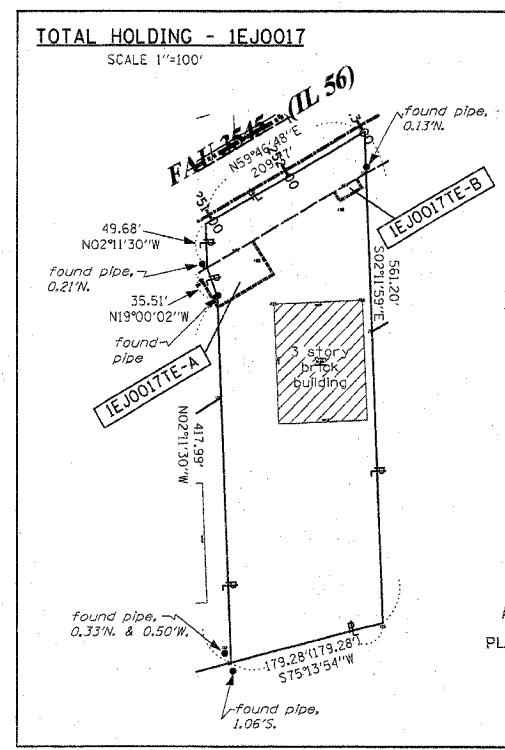 TOTAL HOLDING - 1EJ0017
SCALE 1"=100'
FAU 3545 (IL 56)
N59°46'48"E
found pipe,
0.13'N.
1EJ0017TE-B
49.68'
N02°11'30"W
found pipe,
0.21'N.
35.51'
N19°00'02"W
found
pipe
1EJ0017TE-A
561.20'
S02°11'59"E
3 story
brick
building
417.99'
N02°11'30"W
found pipe,
0.33'N. & 0.50'W.
179.28'(179.28')
S75°13'54"W
found pipe,
1.06'S.
PL